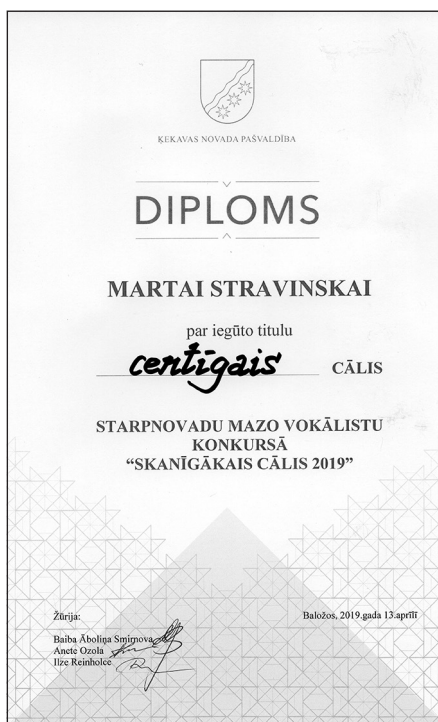 ĶEKAVAS NOVADA PAŠVALDĪBA
DIPLOMS
MARTAI STRAVINSKAI
par iegūto titulu
centīgais CĀLIS
STARPNOVADU MAZO VOKĀLISTU
KONKURSĀ
“SKANĪGĀKAIS CĀLIS 2019”
Žūrija:
Baložos, 2019.gada 13.aprīlī
Baiba Āboliņa Smirnova
Anete Ozola
Ilze Reinholce